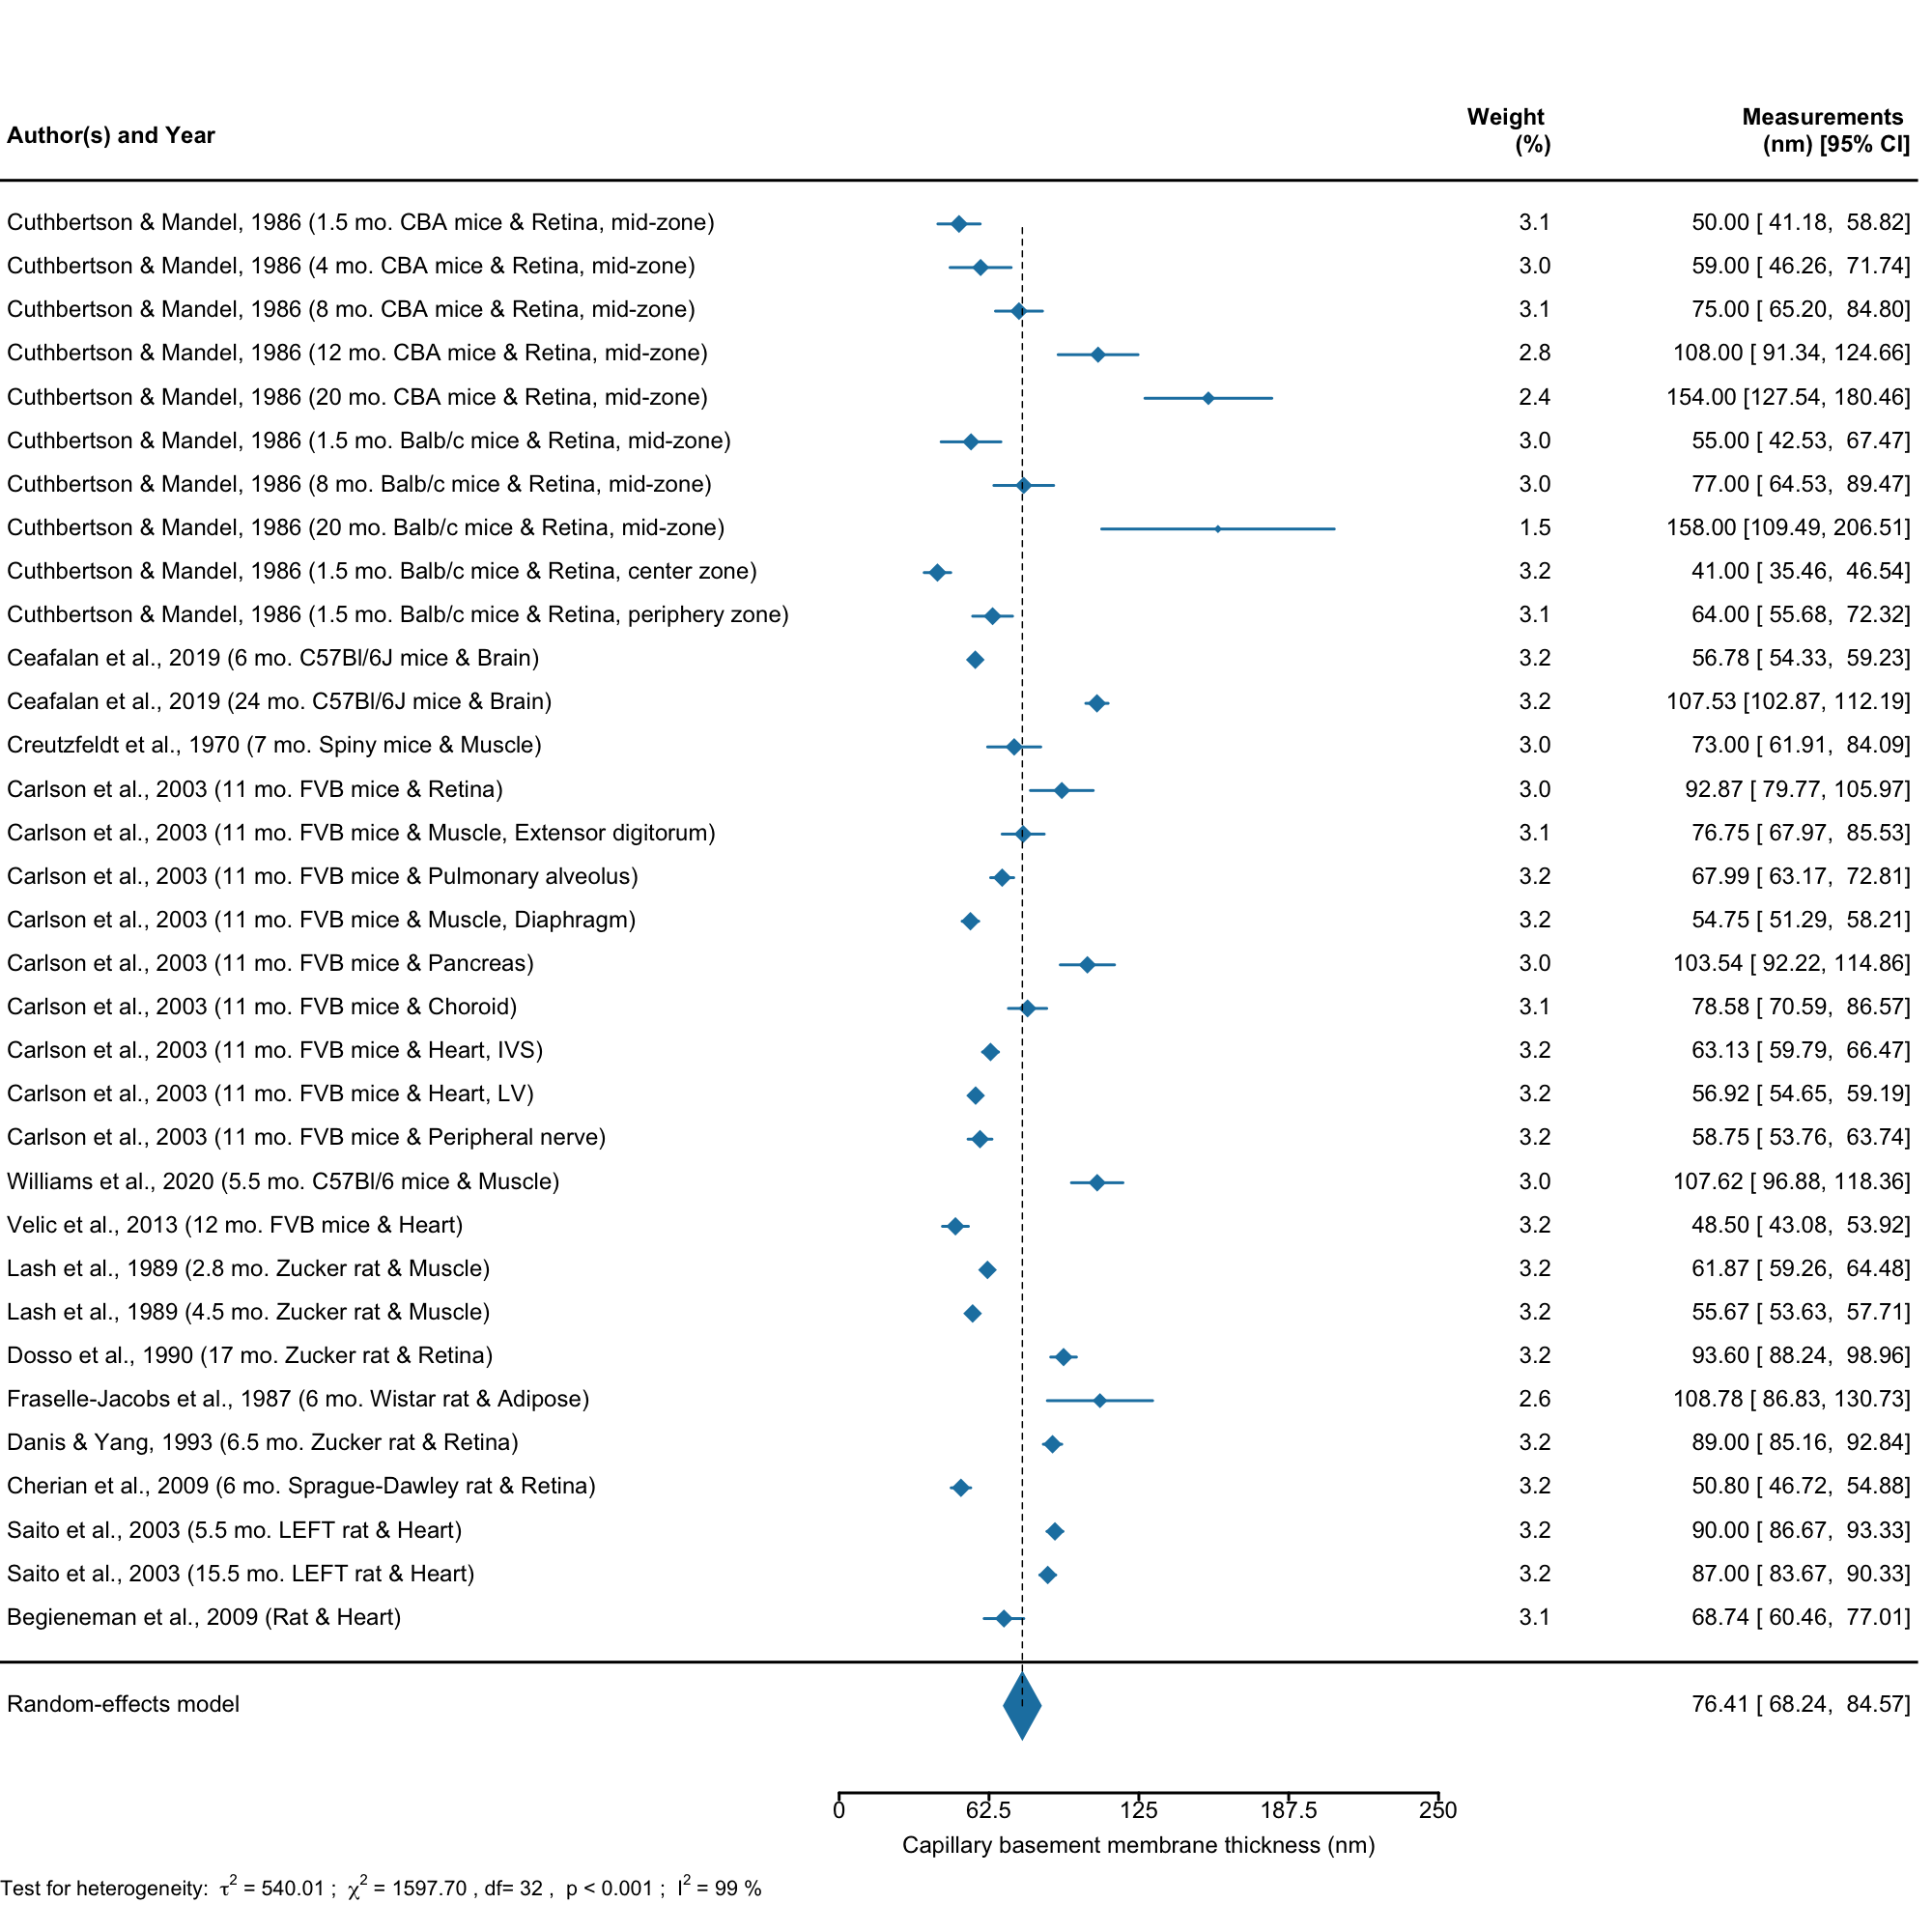 Author(s) and Year Weight (%) Measurements (nm) [95% CI]
Cuthbertson & Mandel, 1986 (1.5 mo. CBA mice & Retina, mid-zone) 3.1 50.00 [ 41.18, 58.82]
Cuthbertson & Mandel, 1986 (4 mo. CBA mice & Retina, mid-zone) 3.0 59.00 [ 46.26, 71.74]
Cuthbertson & Mandel, 1986 (8 mo. CBA mice & Retina, mid-zone) 3.1 75.00 [ 65.20, 84.80]
Cuthbertson & Mandel, 1986 (12 mo. CBA mice & Retina, mid-zone) 2.8 108.00 [ 91.34, 124.66]
Cuthbertson & Mandel, 1986 (20 mo. CBA mice & Retina, mid-zone) 2.4 154.00 [127.54, 180.46]
Cuthbertson & Mandel, 1986 (1.5 mo. Balb/c mice & Retina, mid-zone) 3.0 55.00 [ 42.53, 67.47]
Cuthbertson & Mandel, 1986 (8 mo. Balb/c mice & Retina, mid-zone) 3.0 77.00 [ 64.53, 89.47]
Cuthbertson & Mandel, 1986 (20 mo. Balb/c mice & Retina, mid-zone) 1.5 158.00 [109.49, 206.51]
Cuthbertson & Mandel, 1986 (1.5 mo. Balb/c mice & Retina, center zone) 3.2 41.00 [ 35.46, 46.54]
Cuthbertson & Mandel, 1986 (1.5 mo. Balb/c mice & Retina, periphery zone) 3.1 64.00 [ 55.68, 72.32]
Ceafalan et al., 2019 (6 mo. C57Bl/6J mice & Brain) 3.2 56.78 [ 54.33, 59.23]
Ceafalan et al., 2019 (24 mo. C57Bl/6J mice & Brain) 3.2 107.53 [102.87, 112.19]
Creutzfeldt et al., 1970 (7 mo. Spiny mice & Muscle) 3.0 73.00 [ 61.91, 84.09]
Carlson et al., 2003 (11 mo. FVB mice & Retina) 3.0 92.87 [ 79.77, 105.97]
Carlson et al., 2003 (11 mo. FVB mice & Muscle, Extensor digitorum) 3.1 76.75 [ 67.97, 85.53]
Carlson et al., 2003 (11 mo. FVB mice & Pulmonary alveolus) 3.2 67.99 [ 63.17, 72.81]
Carlson et al., 2003 (11 mo. FVB mice & Muscle, Diaphragm) 3.2 54.75 [ 51.29, 58.21]
Carlson et al., 2003 (11 mo. FVB mice & Pancreas) 3.0 103.54 [ 92.22, 114.86]
Carlson et al., 2003 (11 mo. FVB mice & Choroid) 3.1 78.58 [ 70.59, 86.57]
Carlson et al., 2003 (11 mo. FVB mice & Heart, IVS) 3.2 63.13 [ 59.79, 66.47]
Carlson et al., 2003 (11 mo. FVB mice & Heart, LV) 3.2 56.92 [ 54.65, 59.19]
Carlson et al., 2003 (11 mo. FVB mice & Peripheral nerve) 3.2 58.75 [ 53.76, 63.74]
Williams et al., 2020 (5.5 mo. C57Bl/6 mice & Muscle) 3.0 107.62 [ 96.88, 118.36]
Velic et al., 2013 (12 mo. FVB mice & Heart) 3.2 48.50 [ 43.08, 53.92]
Lash et al., 1989 (2.8 mo. Zucker rat & Muscle) 3.2 61.87 [ 59.26, 64.48]
Lash et al., 1989 (4.5 mo. Zucker rat & Muscle) 3.2 55.67 [ 53.63, 57.71]
Dosso et al., 1990 (17 mo. Zucker rat & Retina) 3.2 93.60 [ 88.24, 98.96]
Fraselle-Jacobs et al., 1987 (6 mo. Wistar rat & Adipose) 2.6 108.78 [ 86.83, 130.73]
Danis & Yang, 1993 (6.5 mo. Zucker rat & Retina) 3.2 89.00 [ 85.16, 92.84]
Cherian et al., 2009 (6 mo. Sprague-Dawley rat & Retina) 3.2 50.80 [ 46.72, 54.88]
Saito et al., 2003 (5.5 mo. LEFT rat & Heart) 3.2 90.00 [ 86.67, 93.33]
Saito et al., 2003 (15.5 mo. LEFT rat & Heart) 3.2 87.00 [ 83.67, 90.33]
Begieneman et al., 2009 (Rat & Heart) 3.1 68.74 [ 60.46, 77.01]
Random-effects model 76.41 [ 68.24, 84.57]
0 62.5 125 187.5 250
Capillary basement membrane thickness (nm)
Test for heterogeneity: τ² = 540.01 ; χ² = 1597.70 , df= 32 , p < 0.001 ; I² = 99 %